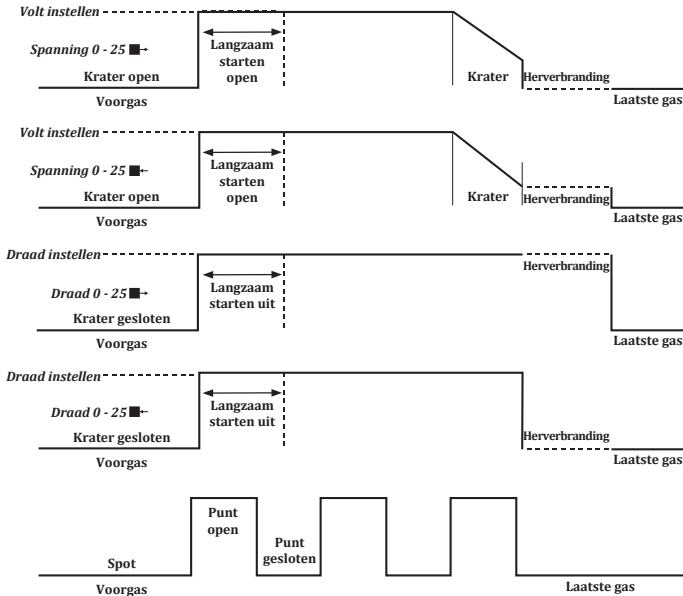 Volt instellen
Spanning 0 - 25
Langzaam
starten
open
Krater open
Krater
Herverbranding
Voorgas
Laatste gas
Volt instellen
Spanning 0 - 25
Langzaam
starten
open
Krater open
Krater
Herverbranding
Voorgas
Laatste gas
Draad instellen
Herverbranding
Draad 0 - 25
Langzaam
starten uit
Krater gesloten
Voorgas
Laatste gas
Draad instellen
Draad 0 - 25
Langzaam
starten uit
Krater gesloten
Herverbranding
Voorgas
Laatste gas
Punt
open
Punt
gesloten
Spot
Voorgas
Laatste gas